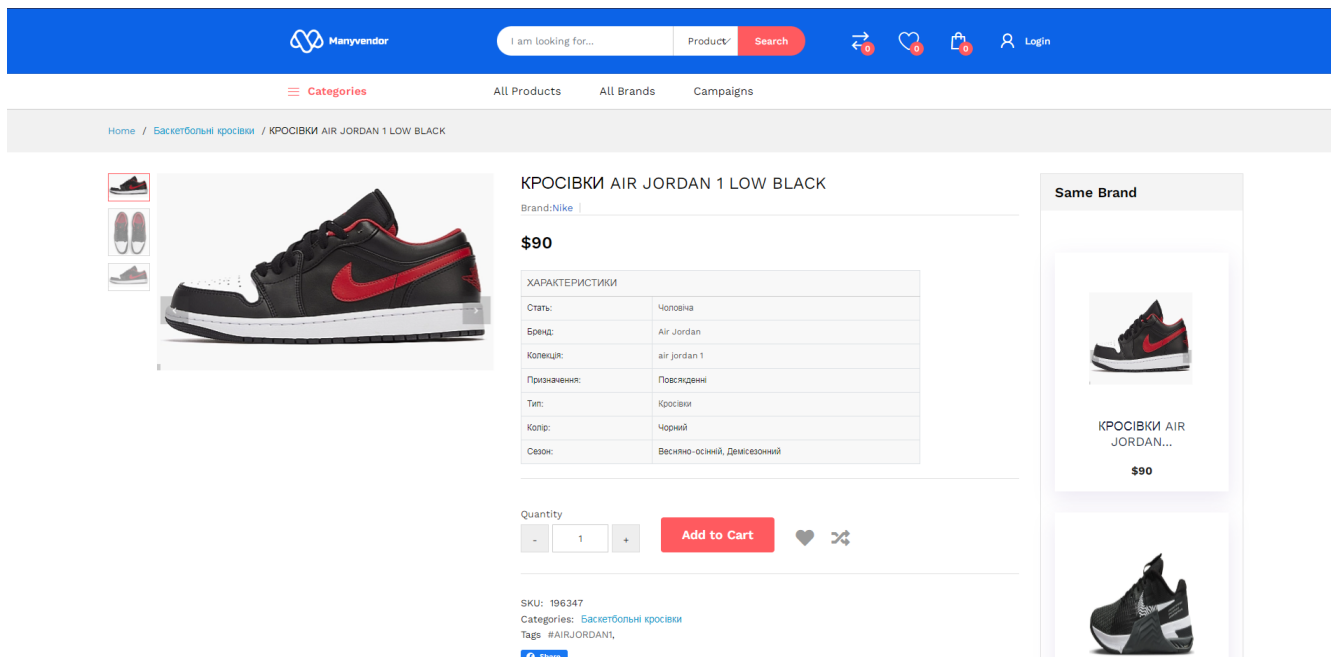 Manyvendor
I am looking for...
Product
Search
0
0
0
Login
Categories
All Products
All Brands
Campaigns
Home / Баскетбольні кросівки / КРОСІВКИ AIR JORDAN 1 LOW BLACK
КРОСІВКИ AIR JORDAN 1 LOW BLACK
Brand:Nike
$90
ХАРАКТЕРИСТИКИ
Стать: Чоловіча
Бренд: Air Jordan
Колекція: air jordan 1
Призначення: Повсякденні
Тип: Кросівки
Колір: Чорний
Сезон: Весняно-осінній, Демісезонний
Quantity
- 1 +
Add to Cart
SKU: 196347
Categories: Баскетбольні кросівки
Tags #AIRJORDAN1,
Share
Same Brand
КРОСІВКИ AIR
JORDAN...
$90